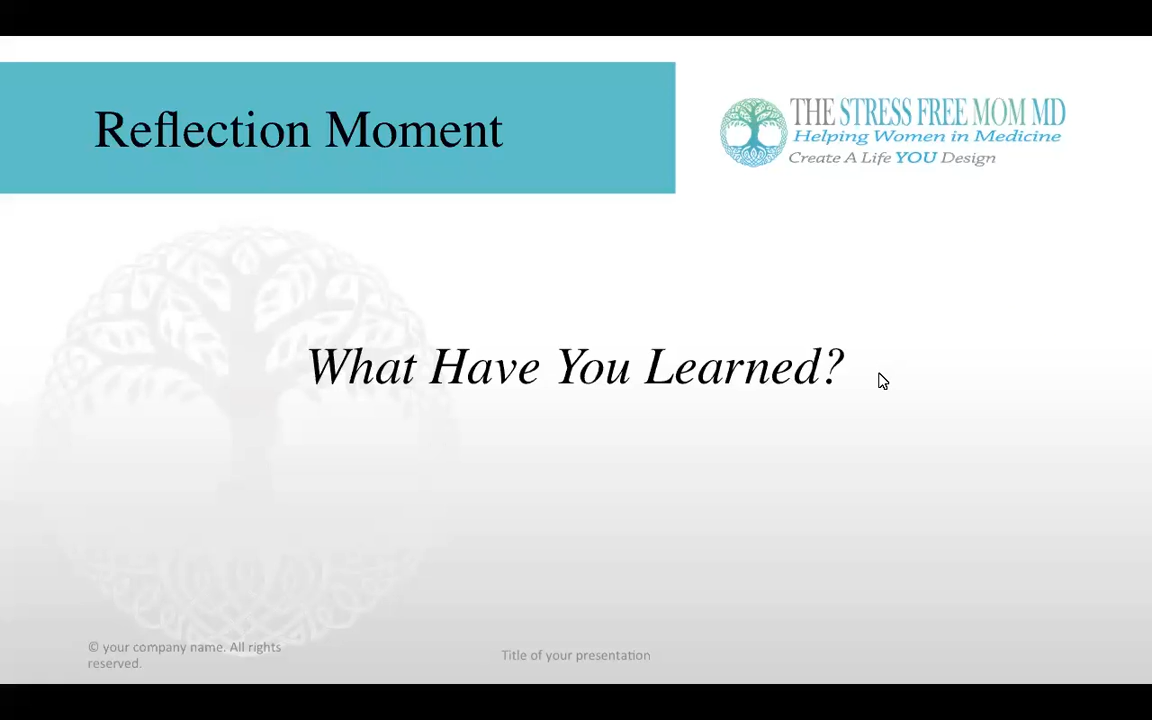 Reflection Moment
THE STRESS FREE MOM MD
Helping Women in Medicine
Create A Life YOU Design
What Have You Learned?
© your company name. All rights
reserved.
Title of your presentation